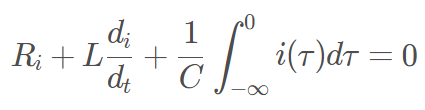 $R_i + L\frac{d_i}{d_t} + \frac{1}{C}\int_{-\infty}^{0} i(\tau)d\tau = 0$